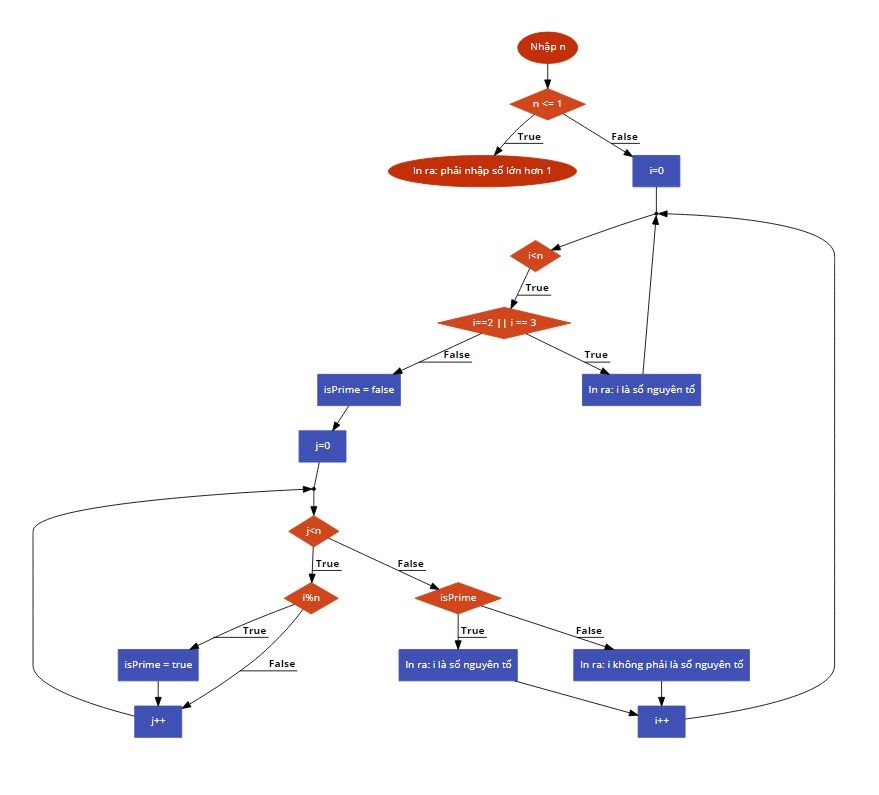 Nhập n
n <= 1
True
False
In ra: phải nhập số lớn hơn 1
i=0
i<n
True
i==2 || i == 3
False
True
isPrime = false
In ra: i là số nguyên tố
j=0
j<n
True
False
i%n
isPrime
True
False
True
False
isPrime = true
In ra: i là số nguyên tố
In ra: i không phải là số nguyên tố
j++
i++